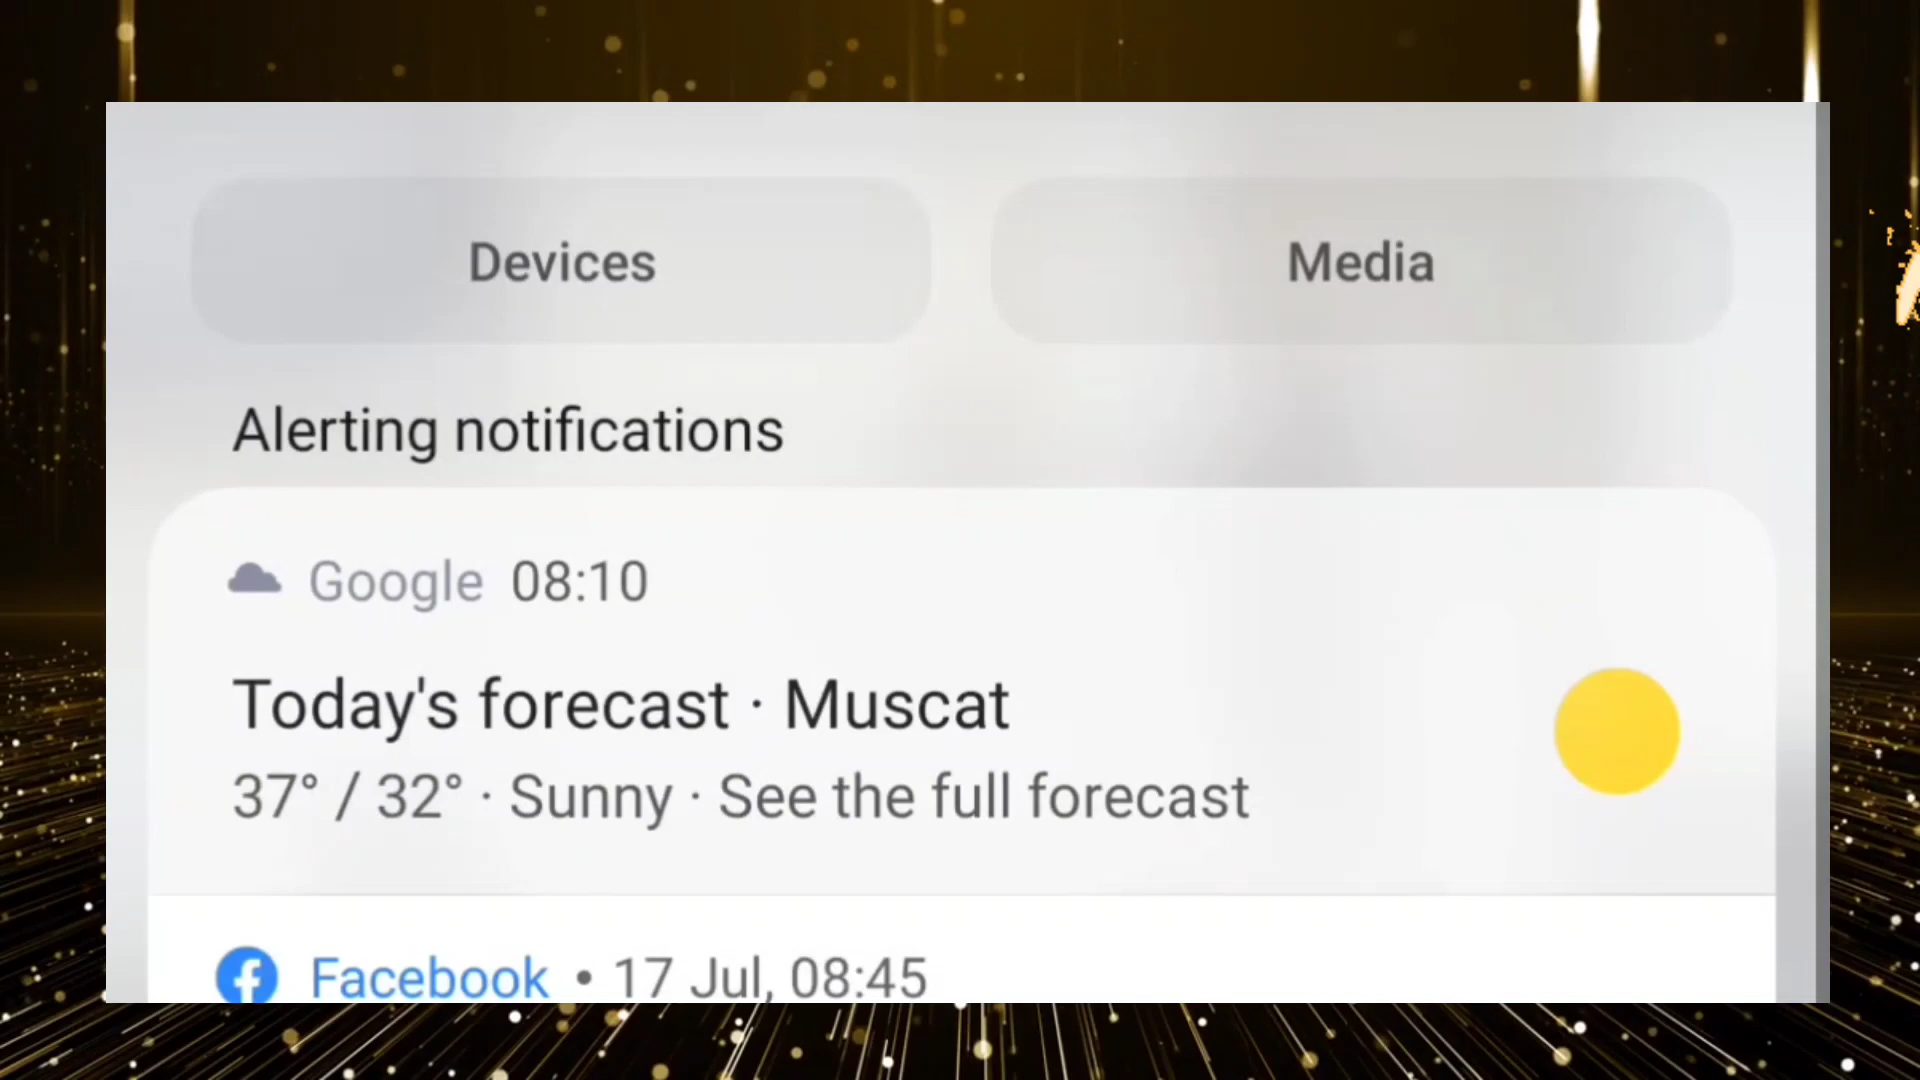 Devices
Media
Alerting notifications
Google 08:10
Today's forecast · Muscat
37° / 32° · Sunny · See the full forecast
Facebook • 17 Jul, 08:45